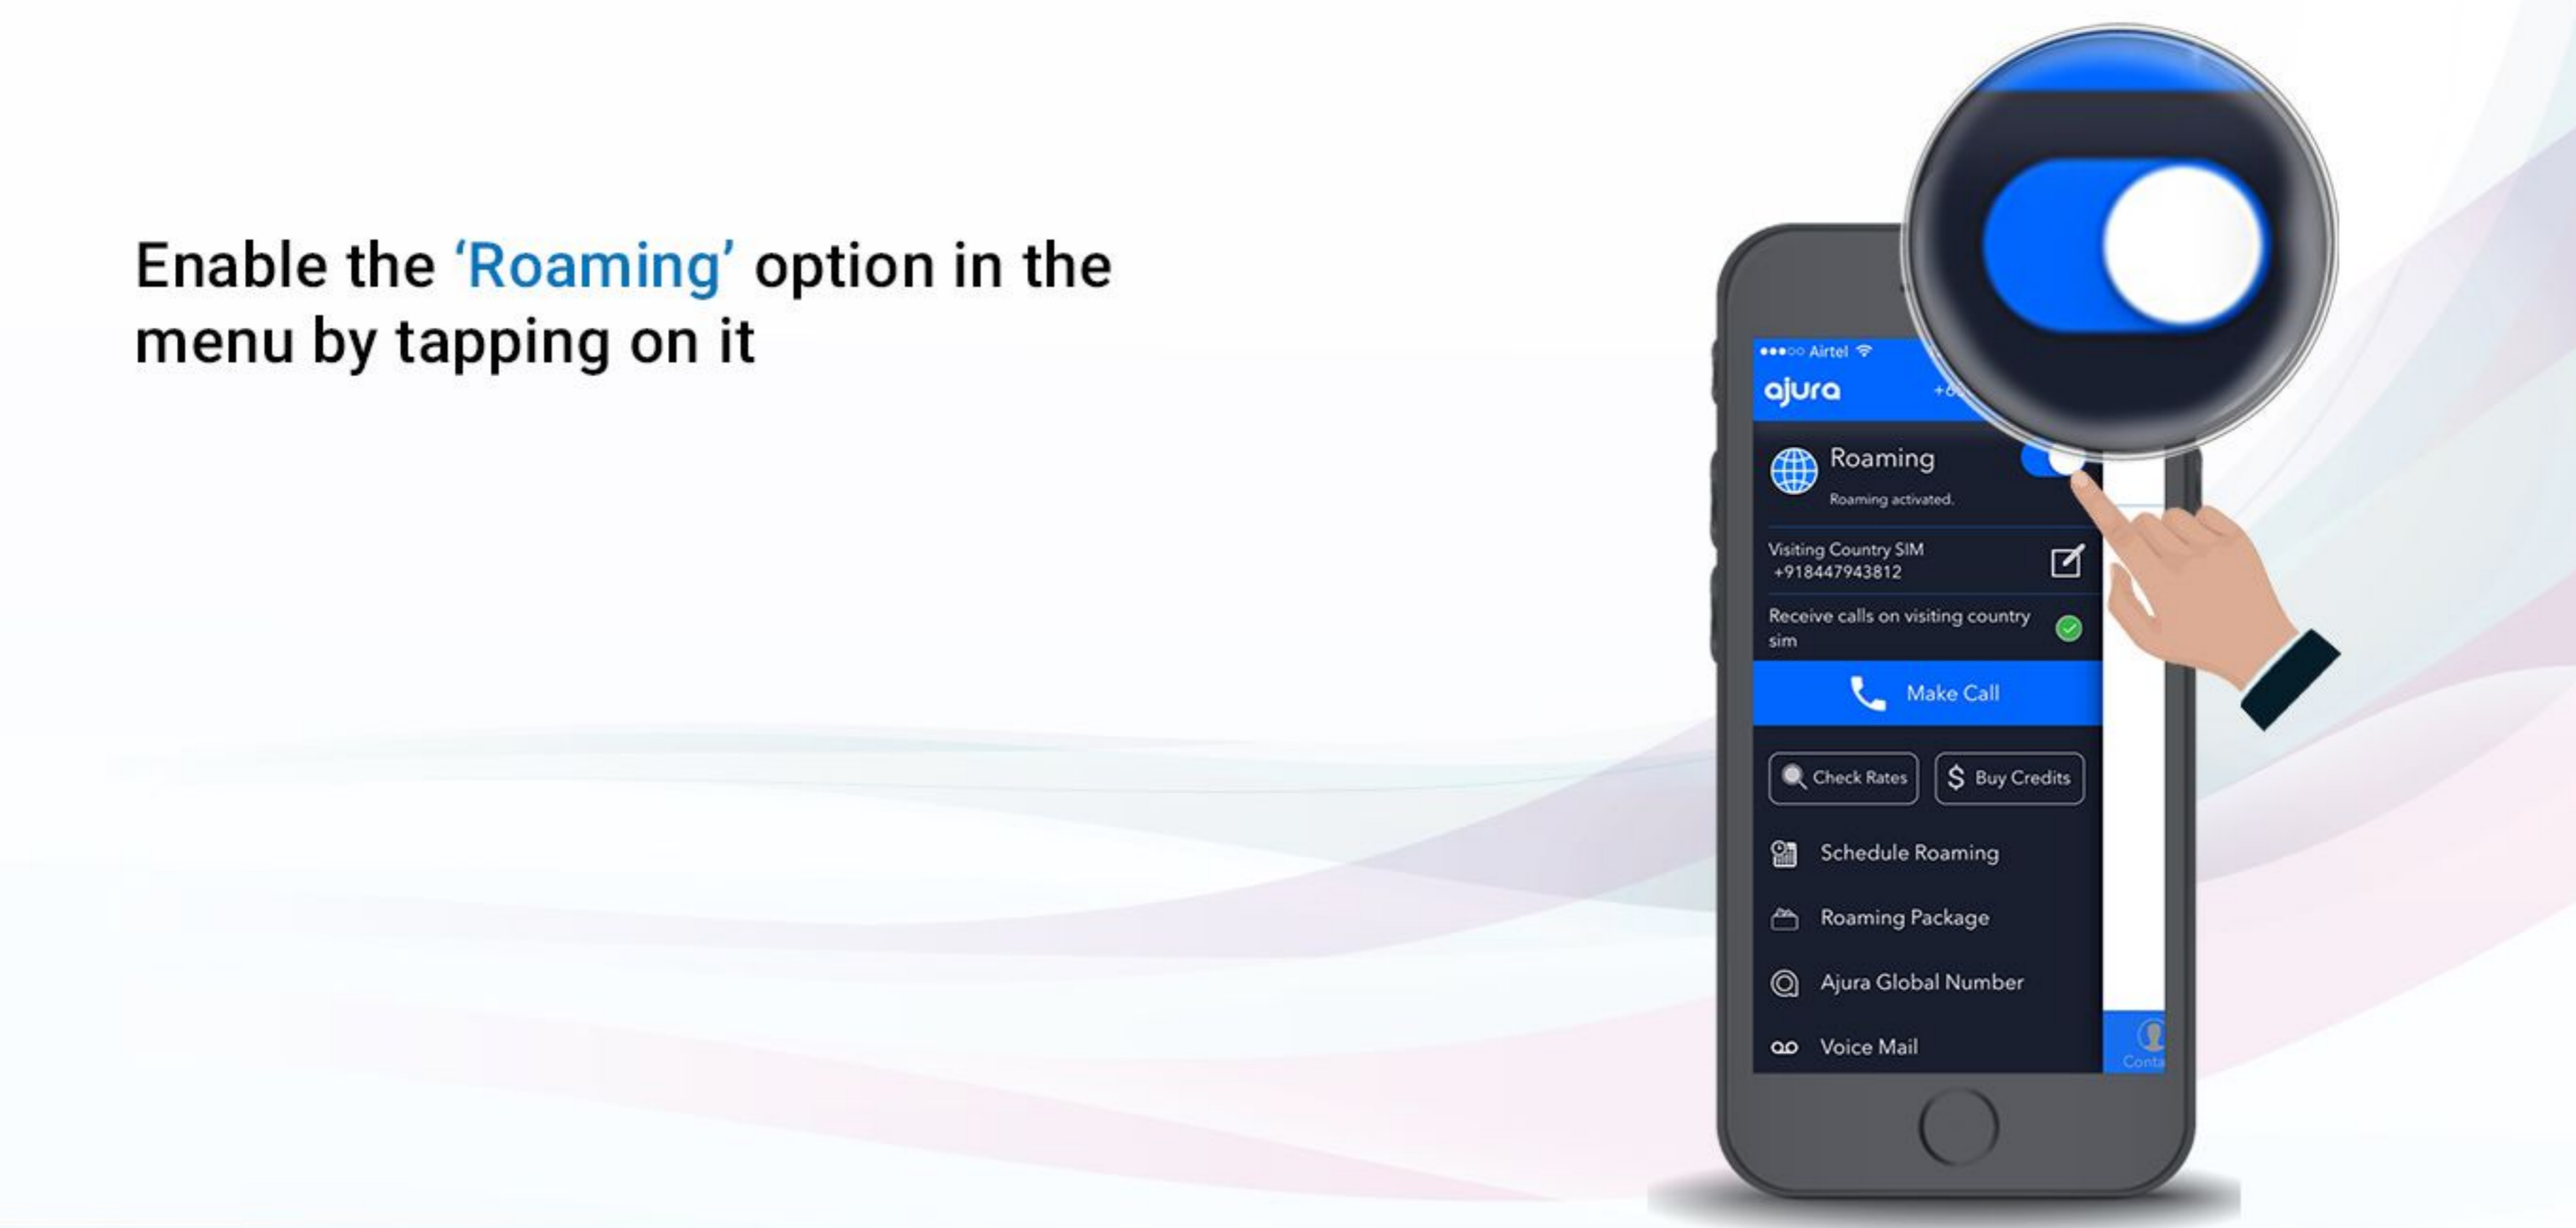 Enable the ‘Roaming’ option in the
menu by tapping on it
Airtel
ajura
Roaming
Roaming activated.
Visiting Country SIM
+918447943812
Receive calls on visiting country
sim
Make Call
Check Rates
$ Buy Credits
Schedule Roaming
Roaming Package
Ajura Global Number
Voice Mail
Conta